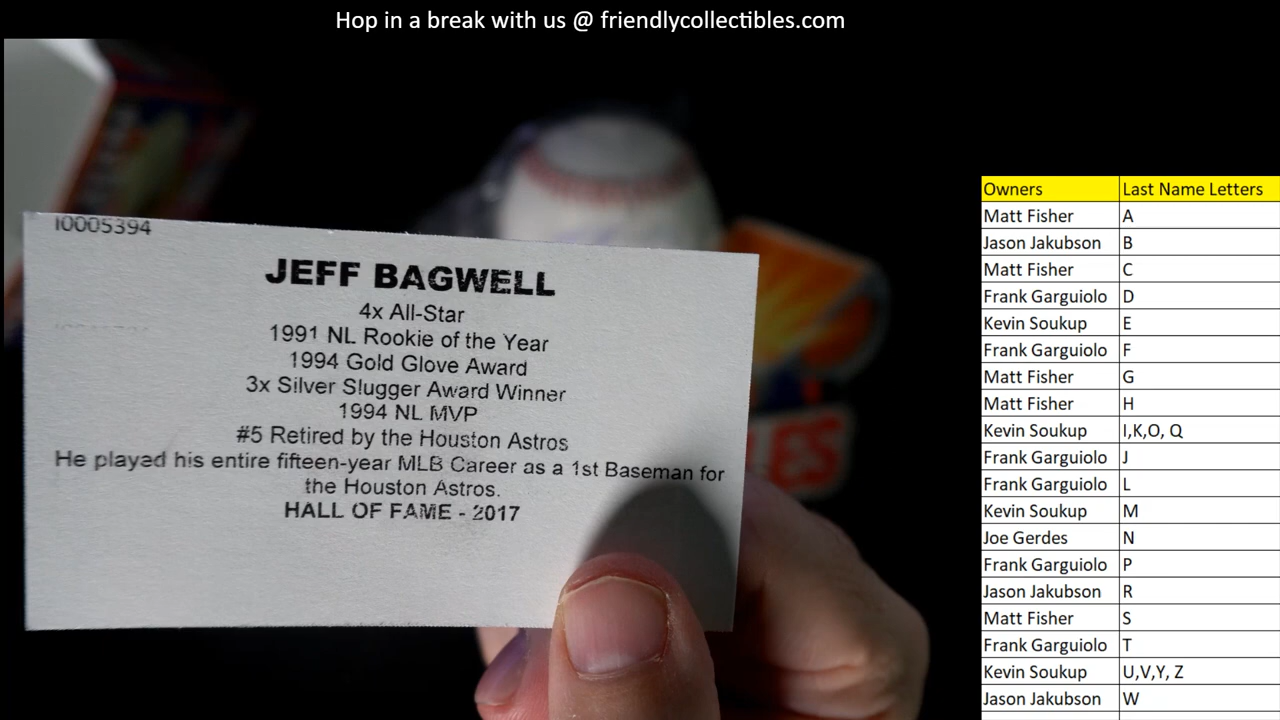 Hop in a break with us @ friendlycollectibles.com
I0005394
JEFF BAGWELL
4x All-Star
1991 NL Rookie of the Year
1994 Gold Glove Award
3x Silver Slugger Award Winner
1994 NL MVP
#5 Retired by the Houston Astros
He played his entire fifteen-year MLB Career as a 1st Baseman for
the Houston Astros.
HALL OF FAME - 2017
Owners Last Name Letters
Matt Fisher A
Jason Jakubson B
Matt Fisher C
Frank Garguiolo D
Kevin Soukup E
Frank Garguiolo F
Matt Fisher G
Matt Fisher H
Kevin Soukup I,K,O, Q
Frank Garguiolo J
Frank Garguiolo L
Kevin Soukup M
Joe Gerdes N
Frank Garguiolo P
Jason Jakubson R
Matt Fisher S
Frank Garguiolo T
Kevin Soukup U,V,Y, Z
Jason Jakubson W